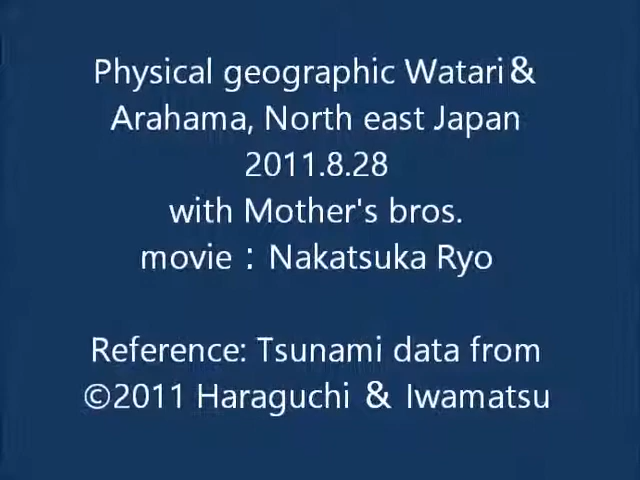 Physical geographic Watari＆
Arahama, North east Japan
2011.8.28
with Mother's bros.
movie：Nakatsuka Ryo
Reference: Tsunami data from
©2011 Haraguchi ＆ Iwamatsu